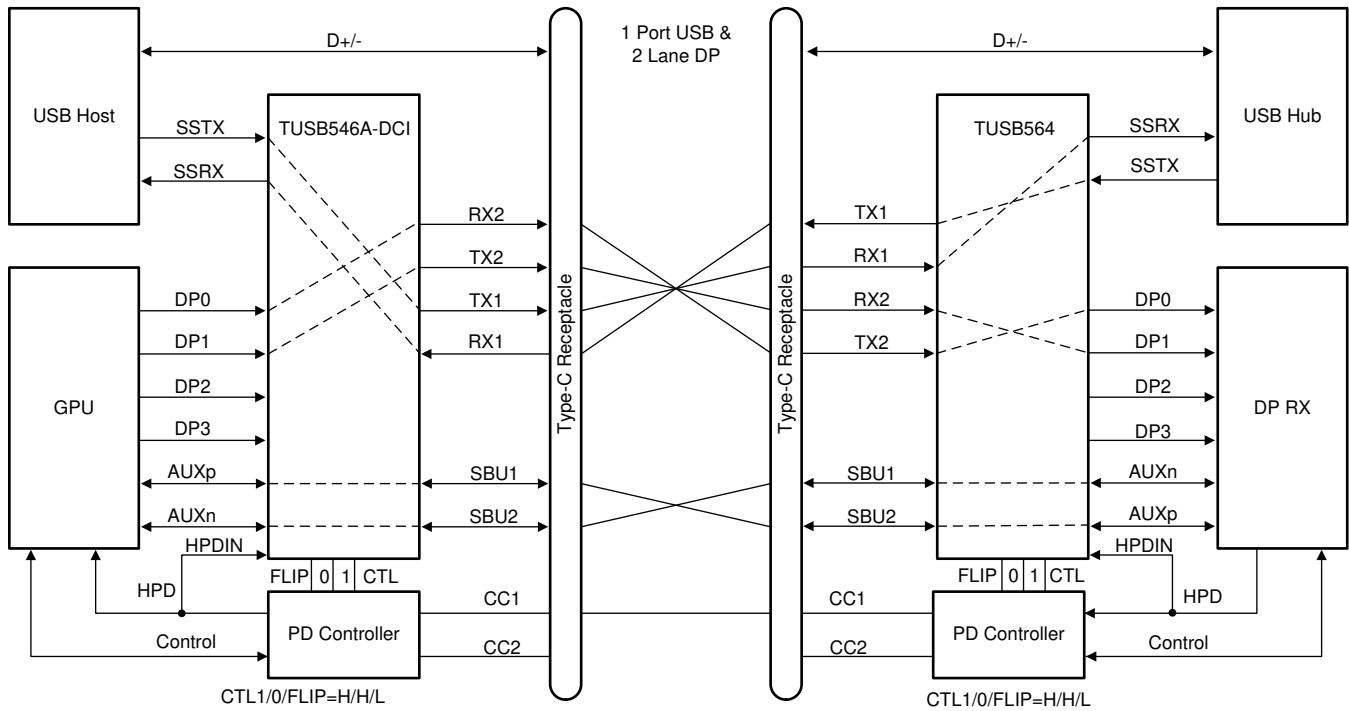 D+/-
1 Port USB &
2 Lane DP
D+/-
USB Host
TUSB546A-DCI
TUSB564
USB Hub
SSTX
SSRX
SSRX
SSTX
RX2
TX2
TX1
RX1
TX1
RX1
RX2
TX2
Type-C Receptacle
Type-C Receptacle
GPU
DP0
DP1
DP2
DP3
AUXp
AUXn
DP0
DP1
DP2
DP3
AUXn
AUXp
DP RX
SBU1
SBU2
SBU1
SBU2
HPDIN
HPDIN
FLIP 0 1 CTL
FLIP 0 1 CTL
HPD
HPD
Control
Control
PD Controller
PD Controller
CC1
CC2
CC1
CC2
CTL1/0/FLIP=H/H/L
CTL1/0/FLIP=H/H/L